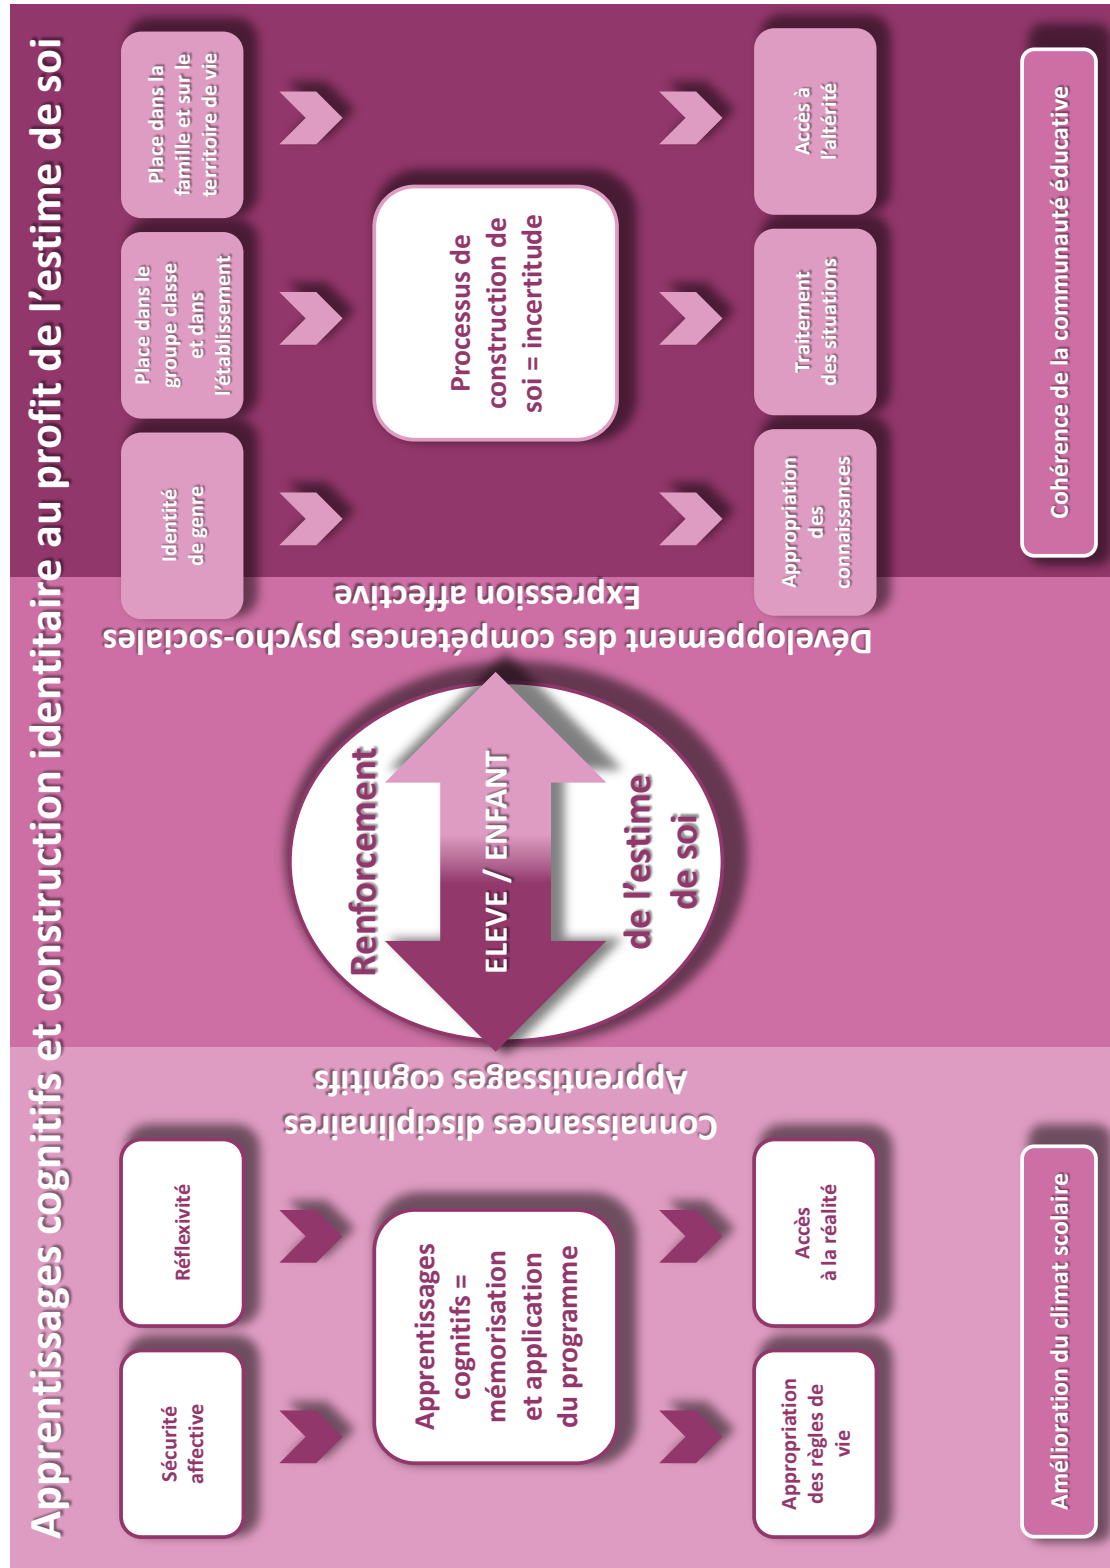 Apprentissages cognitifs et construction identitaire au profit de l'estime de soi
Sécurité
affective
Réflexivité
Apprentissages
cognitifs =
mémorisation
et application
du programme
Appropriation
des règles de
vie
Accès
à la réalité
Amélioration du climat scolaire
Connaissances disciplinaires
Apprentissages cognitifs
Renforcement
ELEVE / ENFANT
de l'estime
de soi
Développement des compétences psycho-sociales
Expression affective
Identité
de genre
Place dans le
groupe classe
et dans
l'établissement
Place dans la
famille et sur le
territoire de vie
Processus de
construction de
soi = incertitude
Appropriation
des
connaissances
Traitement
des situations
Accès à
l'altérité
Cohérence de la communauté éducative